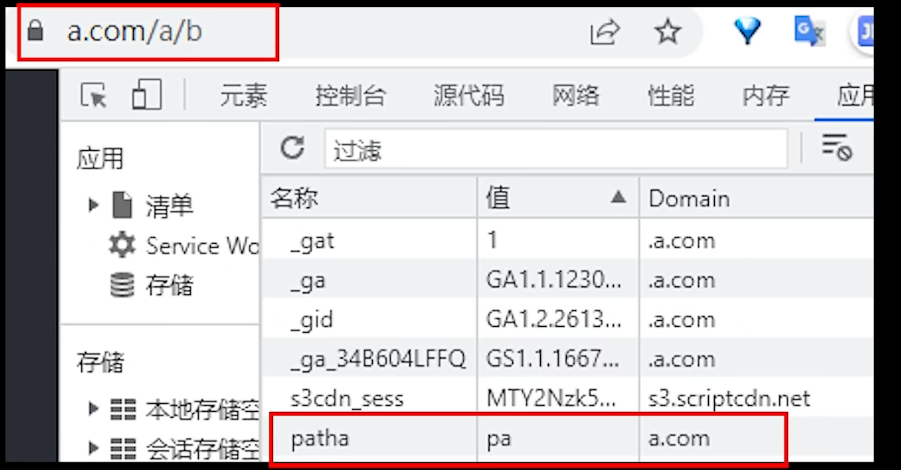 a.com/a/b
元素 控制台 源代码 网络 性能 内存 应用
应用
过滤
清单
名称 值 Domain
Service Wo
_gat 1 .a.com
存储
_ga GA1.1.1230... .a.com
_gid GA1.2.2613... .a.com
存储
_ga_34B604LFFQ GS1.1.1667... .a.com
本地存储空
s3cdn_sess MTY2Nzk5... s3.scriptcdn.net
会话存储空
patha pa a.com